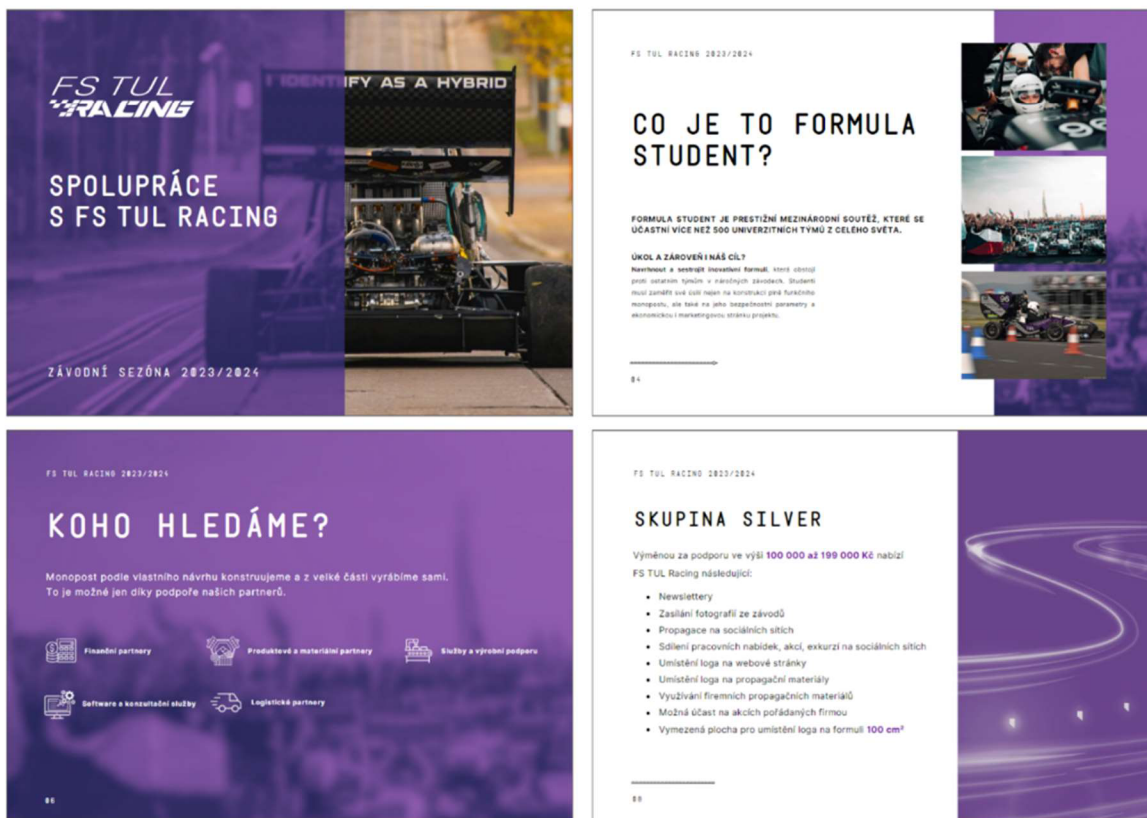 FS TUL
RACING
I IDENTIFY AS A HYBRID
SPOLUPRÁCE
S FS TUL RACING
ZÁVODNÍ SEZÓNA 2023/2024
FS TUL RACING 2023/2024
CO JE TO FORMULA
STUDENT?
FORMULA STUDENT JE PRESTIŽNÍ MEZINÁRODNÍ SOUTĚŽ, KTERÉ SE
ÚČASTNÍ VÍCE NEŽ 500 UNIVERZITNÍCH TÝMŮ Z CELÉHO SVĚTA.
ÚKOL A ZÁROVEŇ I NÁŠ CÍL?
Navrhnout a sestrojit inovativní formuli, která obstojí
proti ostatním týmům v náročných závodech. Studenti
musí zaměřit své úsilí nejen na konstrukci plně funkčního
monopostu, ale také na jeho bezpečnostní parametry a
ekonomickou i marketingovou stránku projektu.
04
96
FS TUL RACING 2023/2024
KOHO HLEDÁME?
Monopost podle vlastního návrhu konstruujeme a z velké části vyrábíme sami.
To je možné jen díky podpoře našich partnerů.
Finanční partnery
Produktové a materiální partnery
Služby a výrobní podporu
Software a konzultační služby
Logistické partnery
06
FS TUL RACING 2023/2024
SKUPINA SILVER
Výměnou za podporu ve výši 100 000 až 199 000 Kč nabízí
FS TUL Racing následující:
• Newslettery
• Zasílání fotografií ze závodů
• Propagace na sociálních sítích
• Sdílení pracovních nabídek, akcí, exkurzí na sociálních sítích
• Umístění loga na webové stránky
• Umístění loga na propagační materiály
• Využívání firemních propagačních materiálů
• Možná účast na akcích pořádaných firmou
• Vymezená plocha pro umístění loga na formuli 100 cm²